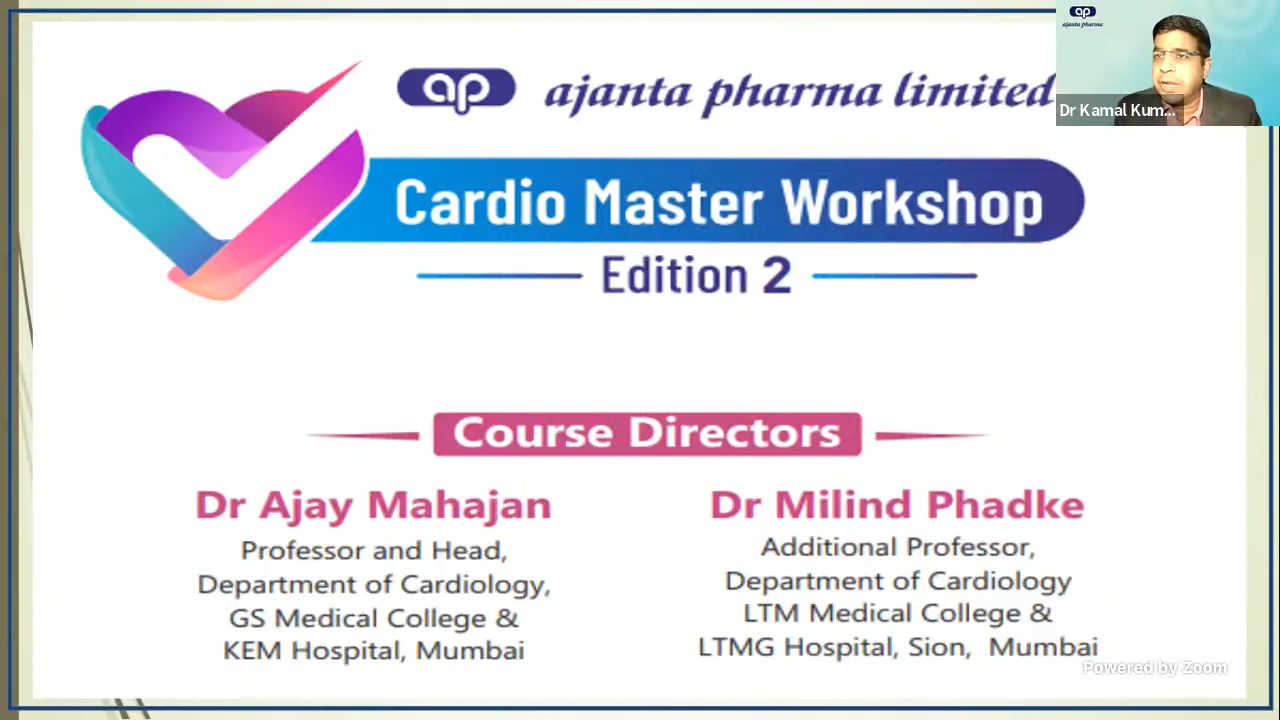 ap ajanta pharma limited
ap
ajanta pharma
Dr Kamal Kum...
Cardio Master Workshop
Edition 2
Course Directors
Dr Ajay Mahajan
Professor and Head,
Department of Cardiology,
GS Medical College &
KEM Hospital, Mumbai
Dr Milind Phadke
Additional Professor,
Department of Cardiology
LTM Medical College &
LTMG Hospital, Sion, Mumbai
Powered by Zoom